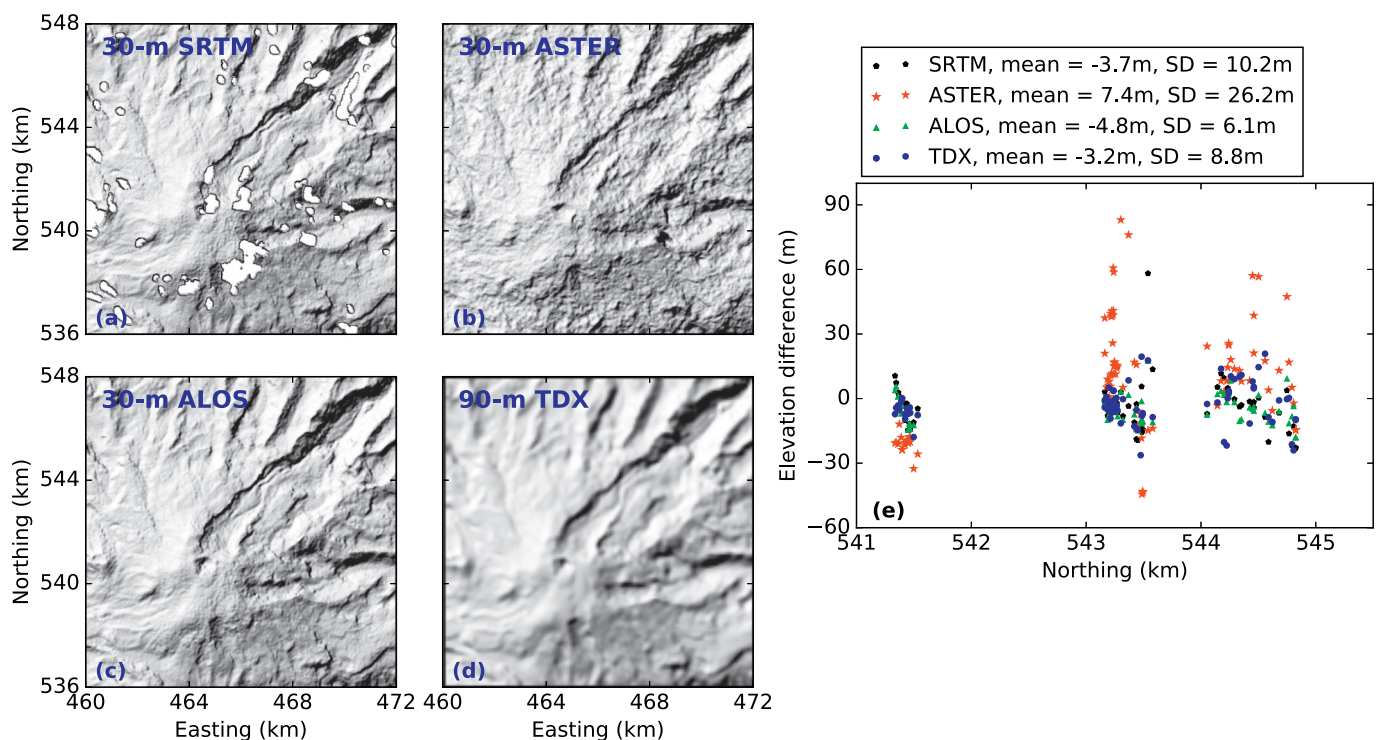 548
544
540
536
Northing (km)
30-m SRTM
(a)
30-m ASTER
(b)
548
544
540
536
Northing (km)
30-m ALOS
(c)
460
464
468
472
Easting (km)
90-m TDX
(d)
460
464
468
472
Easting (km)
SRTM, mean = -3.7m, SD = 10.2m
ASTER, mean = 7.4m, SD = 26.2m
ALOS, mean = -4.8m, SD = 6.1m
TDX, mean = -3.2m, SD = 8.8m
90
60
30
0
−30
−60
Elevation difference (m)
(e)
541
542
543
544
545
Northing (km)